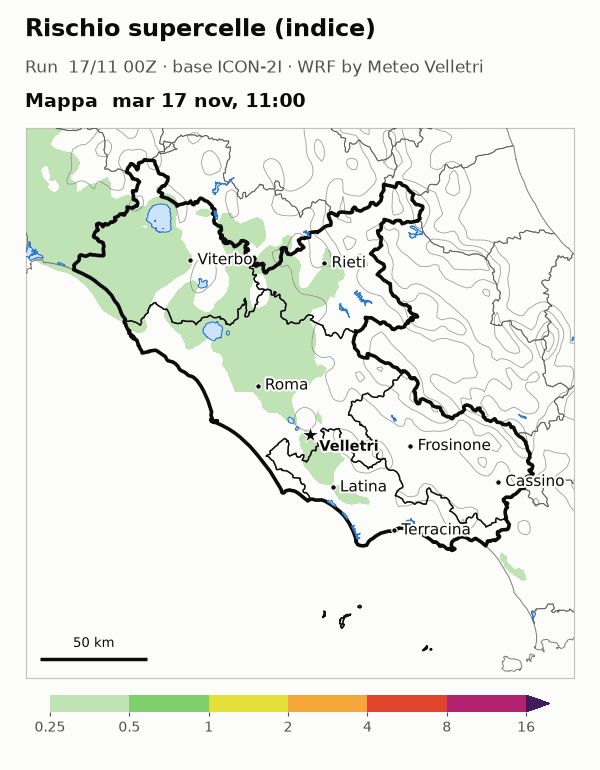 Rischio supercelle (indice)
Run  17/11 00Z · base ICON-2I · WRF by Meteo Velletri
Mappa  mar 17 nov, 11:00
Viterbo
Rieti
Roma
Velletri
Frosinone
Latina
Cassino
Terracina
50 km
0.25 0.5 1 2 4 8 16